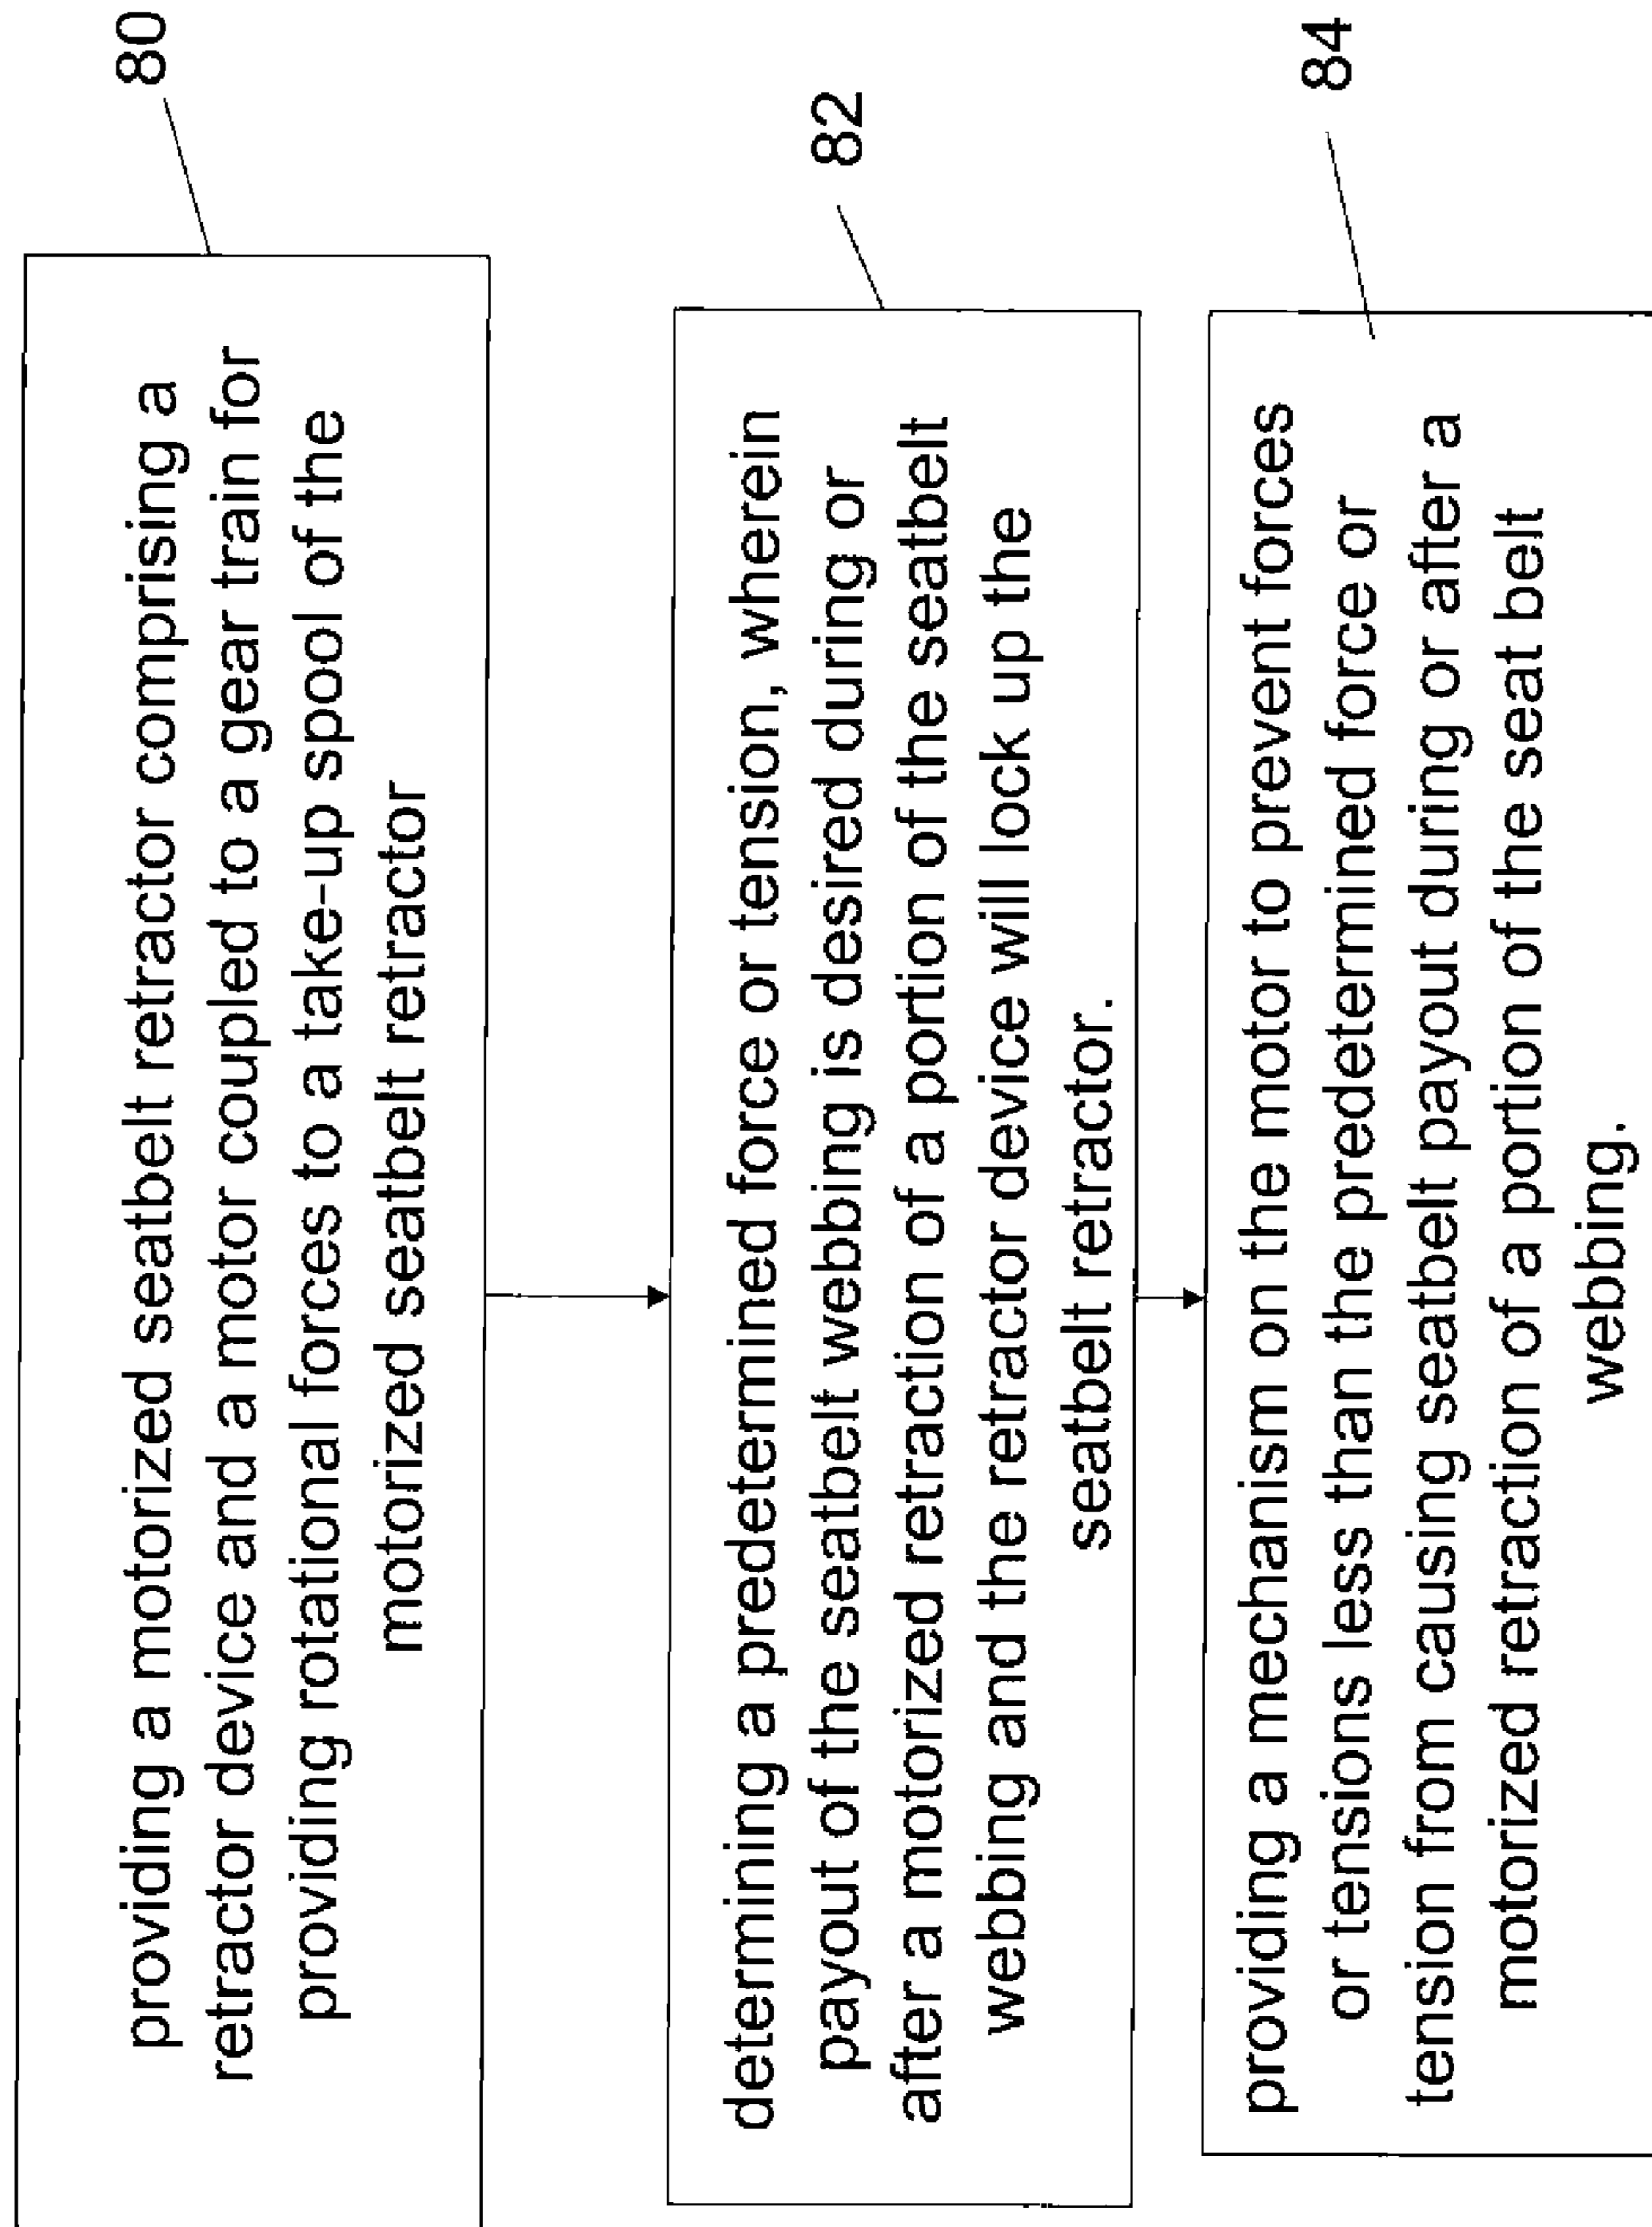 providing a motorized seatbelt retractor comprising a
retractor device and a motor coupled to a gear train for
providing rotational forces to a take-up spool of the
motorized seatbelt retractor
80
determining a predetermined force or tension, wherein
payout of the seatbelt webbing is desired during or
after a motorized retraction of a portion of the seatbelt
webbing and the retractor device will lock up the
seatbelt retractor.
82
providing a mechanism on the motor to prevent forces
or tensions less than the predetermined force or
tension from causing seatbelt payout during or after a
motorized retraction of a portion of the seat belt
webbing.
84